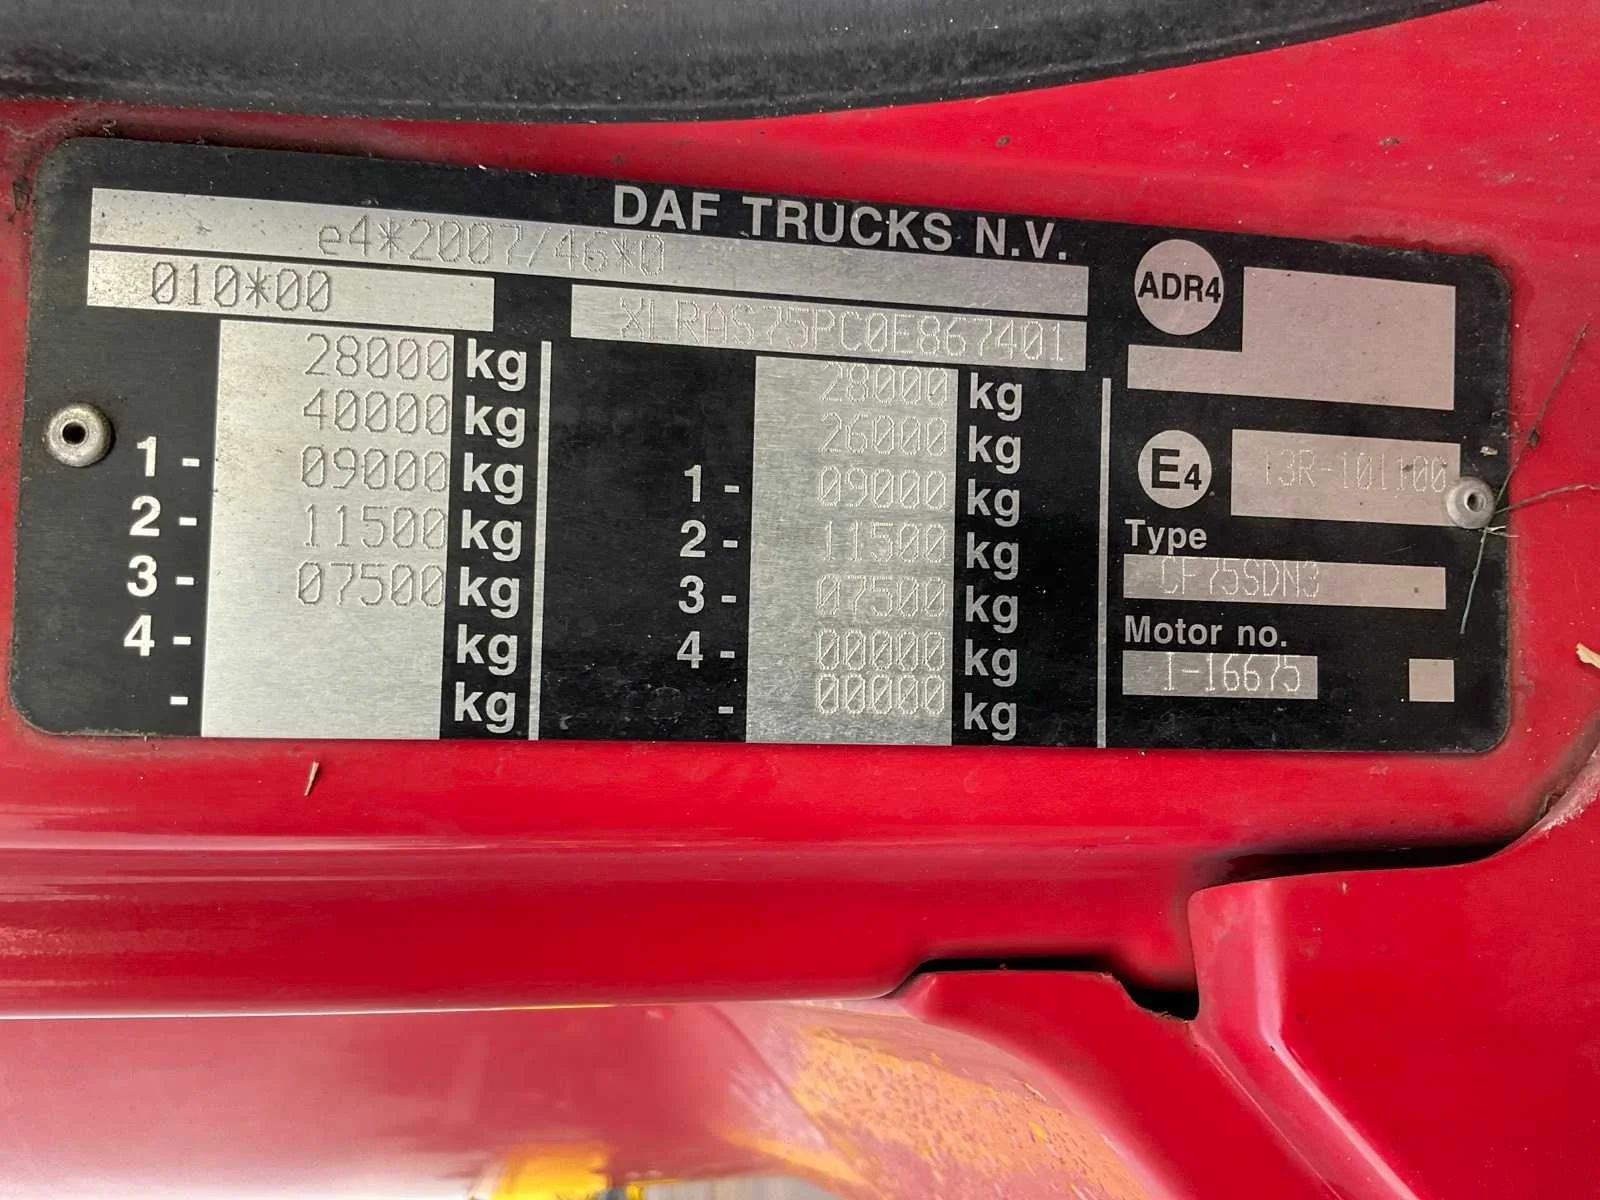 DAF TRUCKS N.V.
e4*2007/46*0
010*00
XLRAS75PC0E867401
28000 kg
40000 kg
1 - 09000 kg
2 - 11500 kg
3 - 07500 kg
4 - kg
- kg
28000 kg
26000 kg
1 - 09000 kg
2 - 11500 kg
3 - 07500 kg
4 - 00000 kg
- 00000 kg
ADR4
E4 13R-101100
Type
CF75SDN3
Motor no.
1-16675